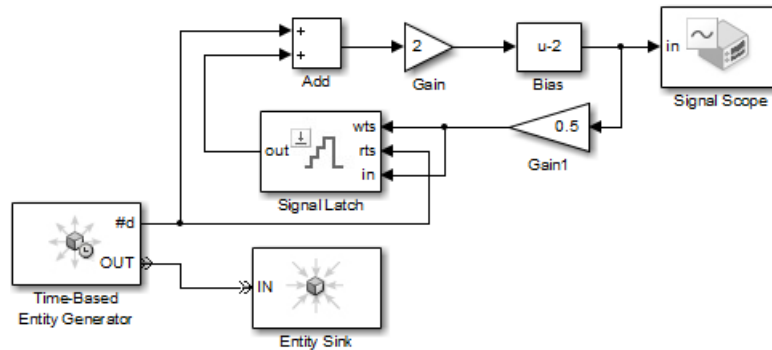 +
+
Add
2
Gain
u-2
Bias
in
Signal Scope
out
wts
rts
in
Signal Latch
0.5
Gain1
#d
OUT
Time-Based
Entity Generator
IN
Entity Sink